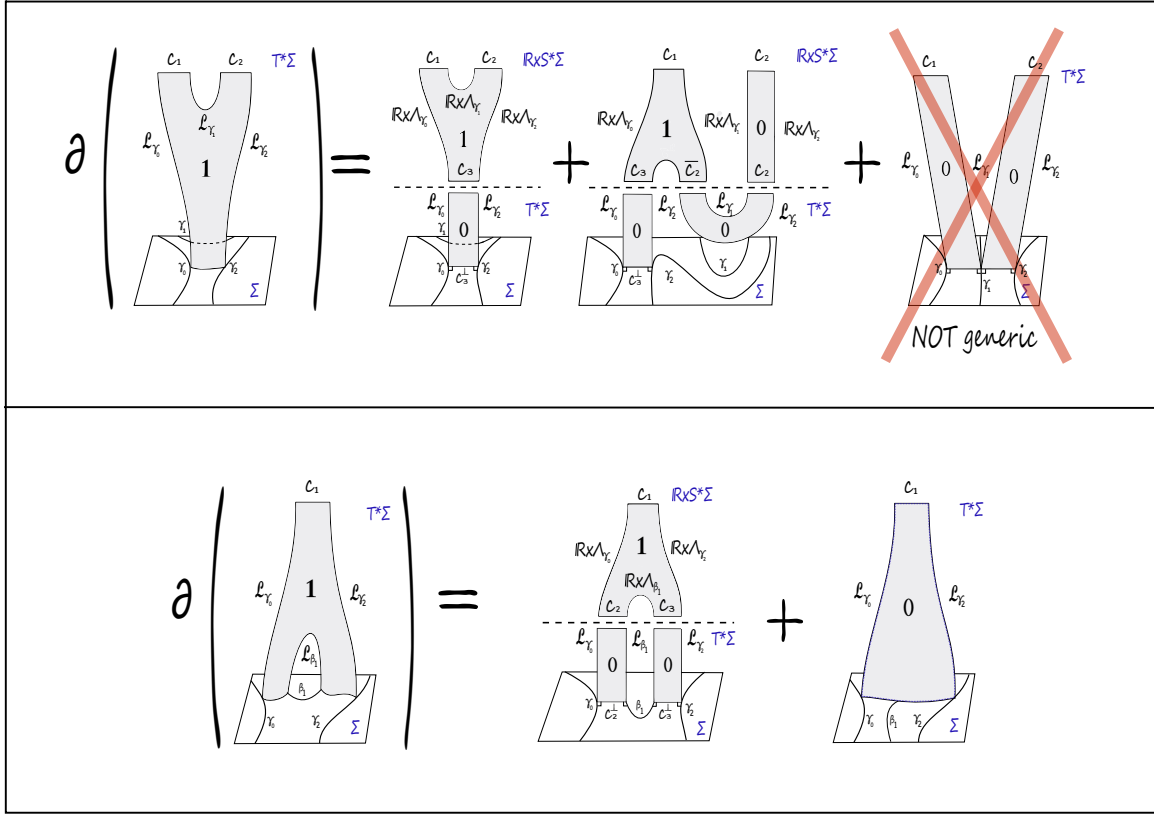 ∂ ( C₁ C₂ T*Σ 𝓛γ₀ 𝓛γ₁ 𝓛γ₂ 1 γ₁ γ₀ γ₂ Σ )
=
C₁ C₂ ℝxS*Σ
ℝxΛγ₀ ℝxΛγ₁ ℝxΛγ₂
1
C₃
𝓛γ₀ 𝓛γ₂ T*Σ
γ₁ 0
γ₀ C₃⊥ γ₂
Σ
+
C₁ C₂ ℝxS*Σ
ℝxΛγ₀ 1 ℝxΛγ₁ 0 ℝxΛγ₂
C₃ C̅₂ C₂
𝓛γ₀ 𝓛γ₂ 𝓛γ₁ 𝓛γ₂ T*Σ
0 0
γ₀ C₃⊥ γ₂ γ₁
Σ
+
C₁ C₂
T*Σ
𝓛γ₀ 0 𝓛γ₁ 0 𝓛γ₂
γ₀ γ₁ γ₂
Σ
NOT generic
∂ ( C₁ T*Σ 𝓛γ₀ 1 𝓛γ₂ 𝓛β₁ β₁ γ₀ γ₂ Σ )
=
C₁ ℝxS*Σ
ℝxΛγ₀ 1 ℝxΛγ₂
ℝxΛβ₁
C₂ C₃
𝓛γ₀ 𝓛β₁ 𝓛γ₂ T*Σ
0 0
γ₀ C₂⊥ β₁ C₃⊥ γ₂
Σ
+
C₁
T*Σ
𝓛γ₀ 0 𝓛γ₂
γ₀ β₁ γ₂
Σ